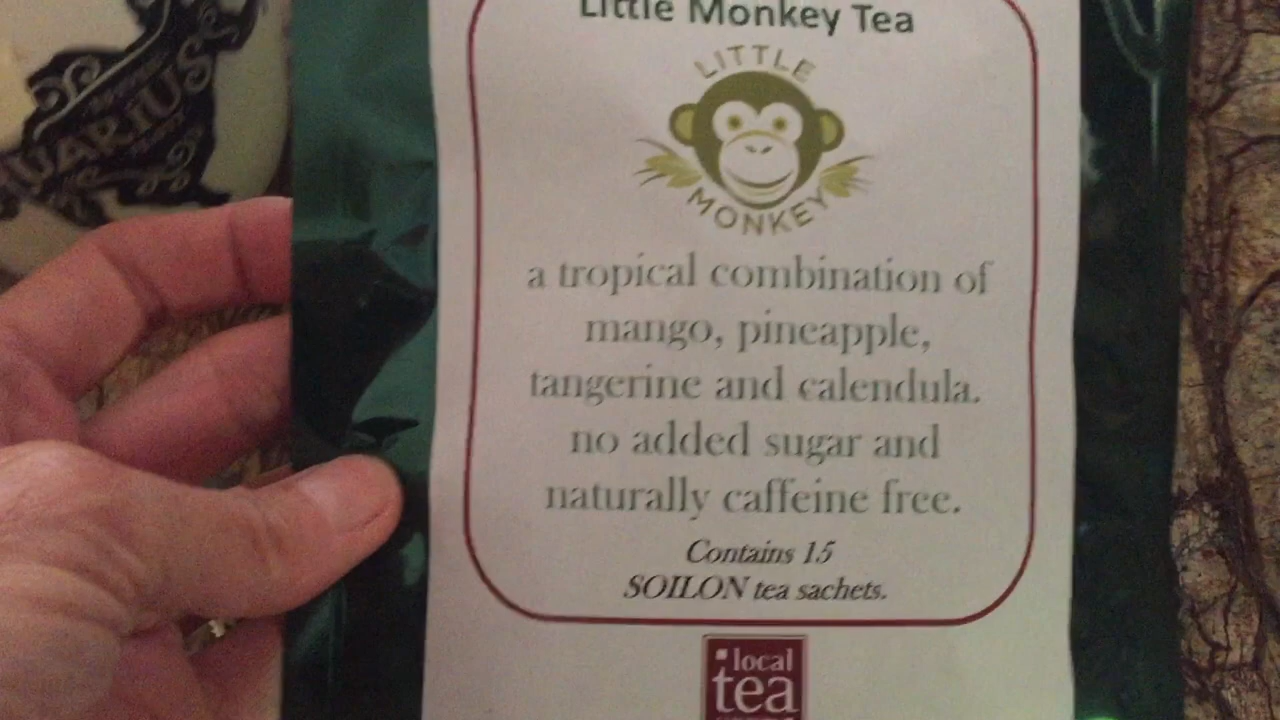 Little Monkey Tea
LITTLE
MONKEY
a tropical combination of
mango, pineapple,
tangerine and calendula.
no added sugar and
naturally caffeine free.
Contains 15
SOILON tea sachets.
local
tea